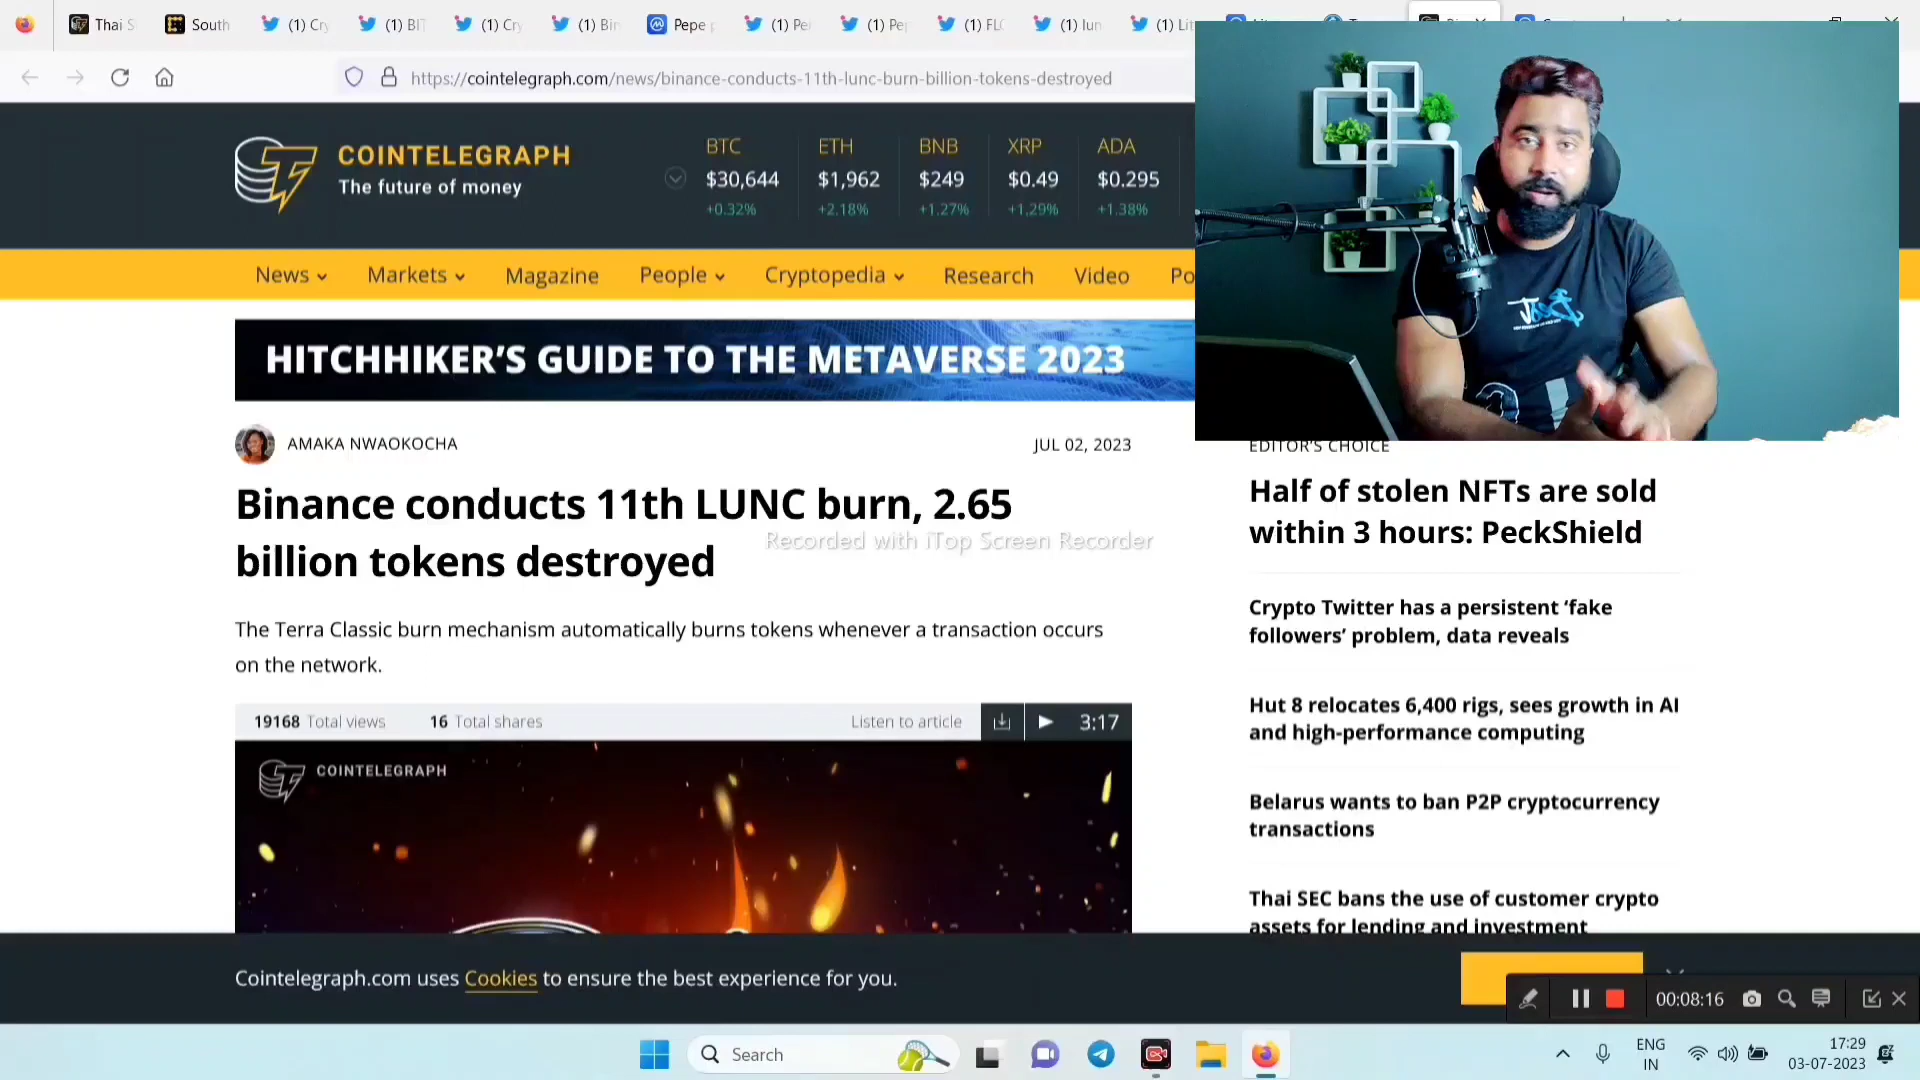 Thai S
South
(1) Cry
(1) BIT
(1) Cry
(1) Bin
Pepe p
(1) Pe
(1) Pe
(1) FLO
(1) lun
(1) Lit
https://cointelegraph.com/news/binance-conducts-11th-lunc-burn-billion-tokens-destroyed
COINTELEGRAPH
The future of money
BTC ETH BNB XRP ADA
$30,644 $1,962 $249 $0.49 $0.295
+0.32% +2.18% +1.27% +1,29% +1.38%
News Markets Magazine People Cryptopedia Research Video Po
HITCHHIKER'S GUIDE TO THE METAVERSE 2023
AMAKA NWAOKOCHA
JUL 02, 2023
Binance conducts 11th LUNC burn, 2.65
billion tokens destroyed
Recorded with iTop Screen Recorder
The Terra Classic burn mechanism automatically burns tokens whenever a transaction occurs
on the network.
19168 Total views 16 Total shares Listen to article 3:17
COINTELEGRAPH
EDITOR'S CHOICE
Half of stolen NFTs are sold
within 3 hours: PeckShield
Crypto Twitter has a persistent ‘fake
followers’ problem, data reveals
Hut 8 relocates 6,400 rigs, sees growth in AI
and high-performance computing
Belarus wants to ban P2P cryptocurrency
transactions
Thai SEC bans the use of customer crypto
assets for lending and investment
Cointelegraph.com uses Cookies to ensure the best experience for you.
00:08:16
Search
ENG
IN
17:29
03-07-2023